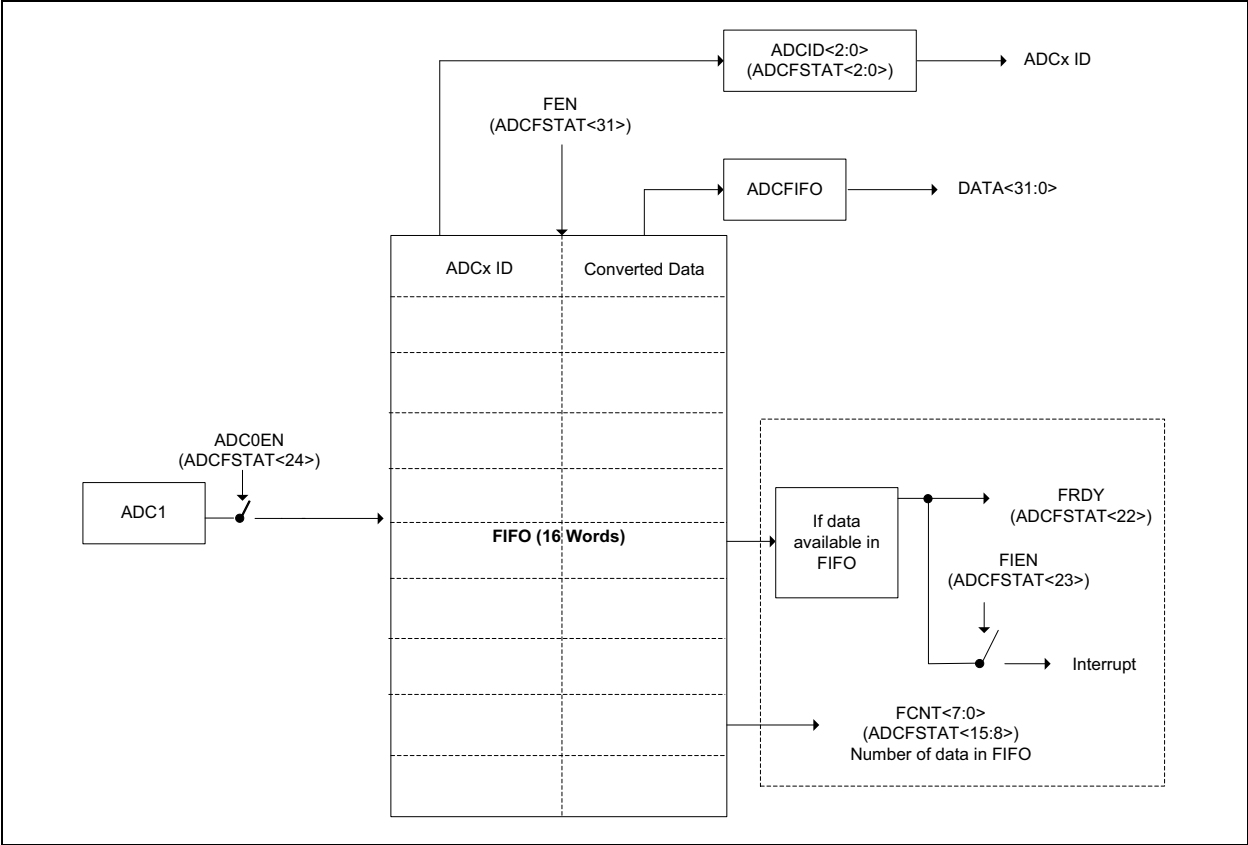 ADCID<2:0>
(ADCFSTAT<2:0>)
ADCx ID
FEN
(ADCFSTAT<31>)
ADCFIFO
DATA<31:0>
ADCx ID
Converted Data
ADC0EN
(ADCFSTAT<24>)
ADC1
FIFO (16 Words)
If data
available in
FIFO
FRDY
(ADCFSTAT<22>)
FIEN
(ADCFSTAT<23>)
Interrupt
FCNT<7:0>
(ADCFSTAT<15:8>)
Number of data in FIFO